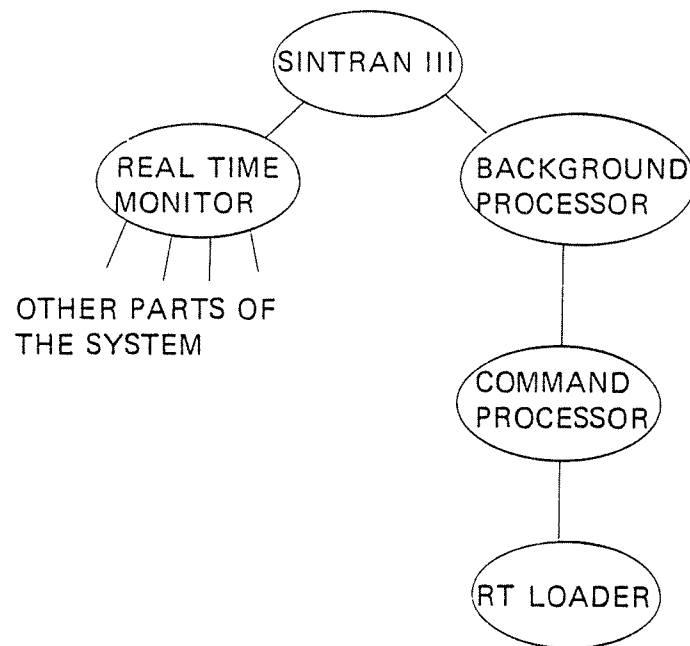 SINTRAN III
REAL TIME
MONITOR
BACKGROUND
PROCESSOR
OTHER PARTS OF
THE SYSTEM
COMMAND
PROCESSOR
RT LOADER